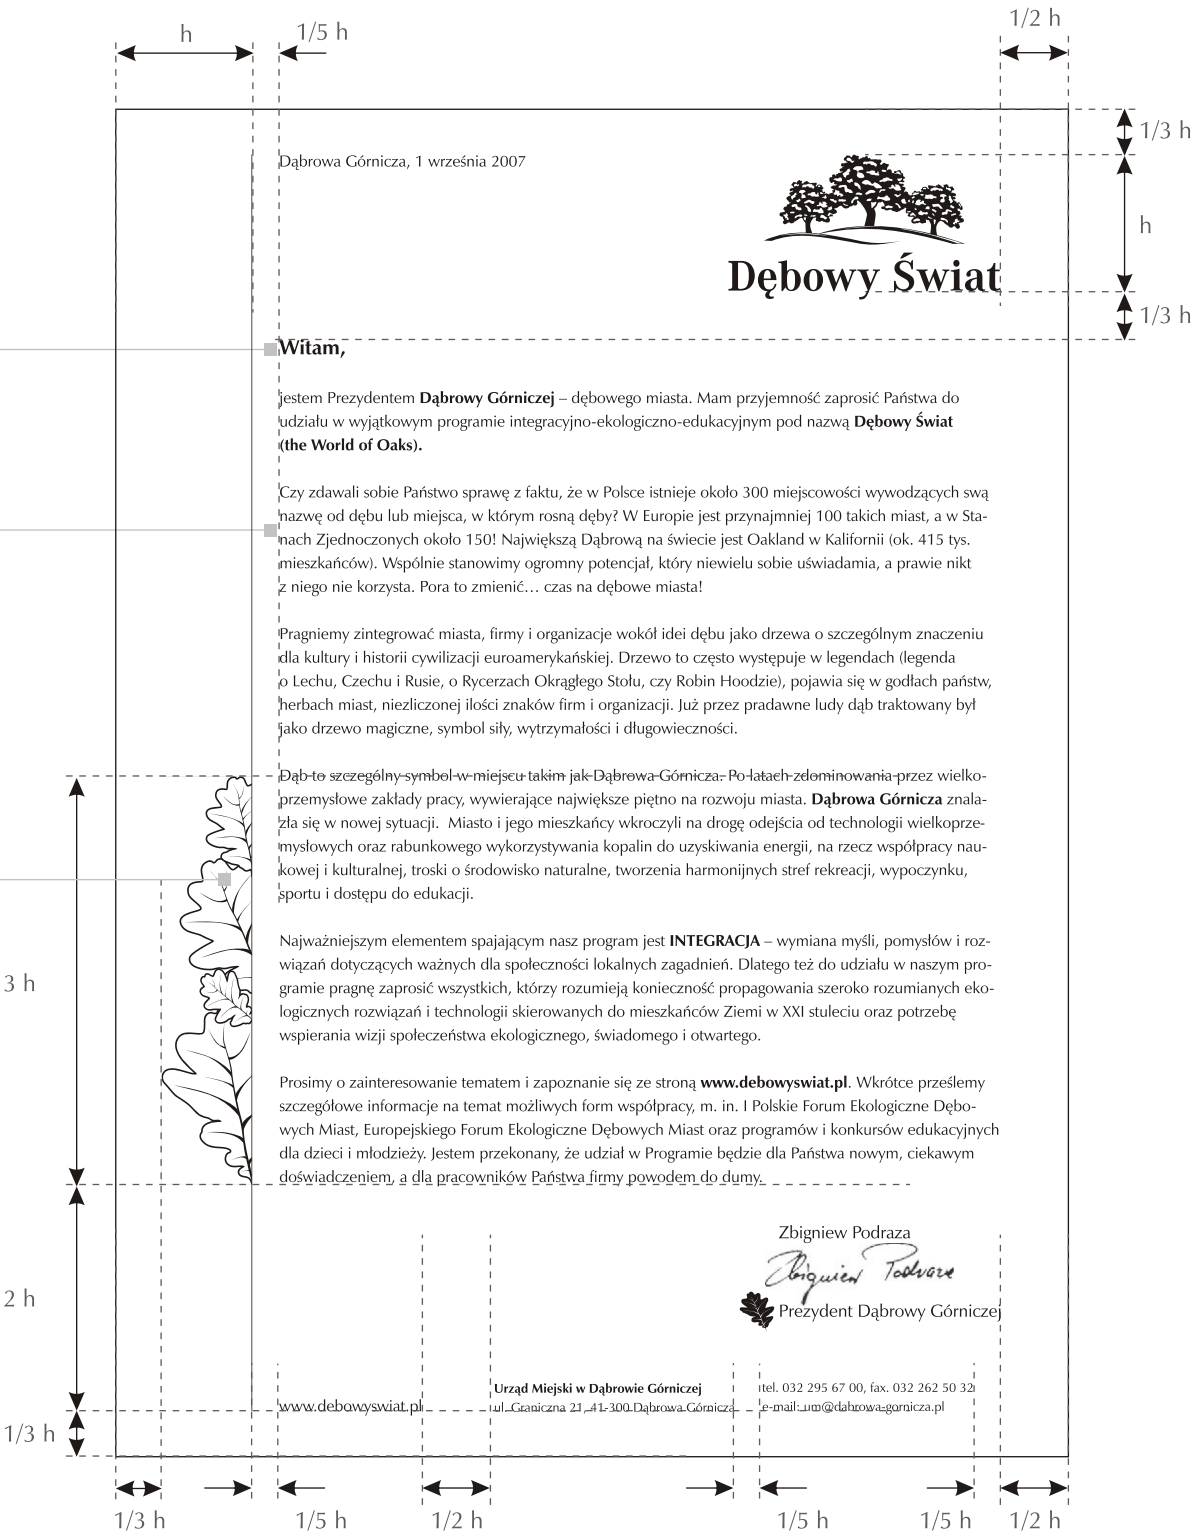 h
1/5 h
1/2 h
1/3 h
Dąbrowa Górnicza, 1 września 2007
h
Dębowy Świat
1/3 h
Witam,
jestem Prezydentem Dąbrowy Górniczej – dębowego miasta. Mam przyjemność zaprosić Państwa do
udziału w wyjątkowym programie integracyjno-ekologiczno-edukacyjnym pod nazwą Dębowy Świat
(the World of Oaks).
Czy zdawali sobie Państwo sprawę z faktu, że w Polsce istnieje około 300 miejscowości wywodzących swą
nazwę od dębu lub miejsca, w którym rosną dęby? W Europie jest przynajmniej 100 takich miast, a w Sta-
nach Zjednoczonych około 150! Największą Dąbrową na świecie jest Oakland w Kalifornii (ok. 415 tys.
mieszkańców). Wspólnie stanowimy ogromny potencjał, który niewielu sobie uświadamia, a prawie nikt
z niego nie korzysta. Pora to zmienić… czas na dębowe miasta!
Pragniemy zintegrować miasta, firmy i organizacje wokół idei dębu jako drzewa o szczególnym znaczeniu
dla kultury i historii cywilizacji euroamerykańskiej. Drzewo to często występuje w legendach (legenda
o Lechu, Czechu i Rusie, o Rycerzach Okrągłego Stołu, czy Robin Hoodzie), pojawia się w godłach państw,
herbach miast, niezliczonej ilości znaków firm i organizacji. Już przez pradawne ludy dąb traktowany był
jako drzewo magiczne, symbol siły, wytrzymałości i długowieczności.
Dąb to szczególny symbol w miejscu takim jak Dąbrowa Górnicza. Po latach zdominowania przez wielko-
przemysłowe zakłady pracy, wywierające największe piętno na rozwoju miasta. Dąbrowa Górnicza znala-
zła się w nowej sytuacji. Miasto i jego mieszkańcy wkroczyli na drogę odejścia od technologii wielkoprze-
mysłowych oraz rabunkowego wykorzystywania kopalin do uzyskiwania energii, na rzecz współpracy nau-
kowej i kulturalnej, troski o środowisko naturalne, tworzenia harmonijnych stref rekreacji, wypoczynku,
sportu i dostępu do edukacji.
Najważniejszym elementem spajającym nasz program jest INTEGRACJA – wymiana myśli, pomysłów i roz-
wiązań dotyczących ważnych dla społeczności lokalnych zagadnień. Dlatego też do udziału w naszym pro-
gramie pragnę zaprosić wszystkich, którzy rozumieją konieczność propagowania szeroko rozumianych eko-
logicznych rozwiązań i technologii skierowanych do mieszkańców Ziemi w XXI stuleciu oraz potrzebę
wspierania wizji społeczeństwa ekologicznego, świadomego i otwartego.
3 h
Prosimy o zainteresowanie tematem i zapoznanie się ze stroną www.debowyswiat.pl. Wkrótce prześlemy
szczegółowe informacje na temat możliwych form współpracy, m. in. I Polskie Forum Ekologiczne Dębo-
wych Miast, Europejskiego Forum Ekologiczne Dębowych Miast oraz programów i konkursów edukacyjnych
dla dzieci i młodzieży. Jestem przekonany, że udział w Programie będzie dla Państwa nowym, ciekawym
doświadczeniem, a dla pracowników Państwa firmy powodem do dumy.
Zbigniew Podraza
Zbigniew Podraza
2 h
Prezydent Dąbrowy Górniczej
www.debowyswiat.pl
Urząd Miejski w Dąbrowie Górniczej
ul. Graniczna 21, 41-300 Dąbrowa Górnicza
tel. 032 295 67 00, fax. 032 262 50 32
e-mail: um@dabrowa-gornicza.pl
1/3 h
1/3 h
1/5 h
1/2 h
1/5 h
1/5 h
1/2 h